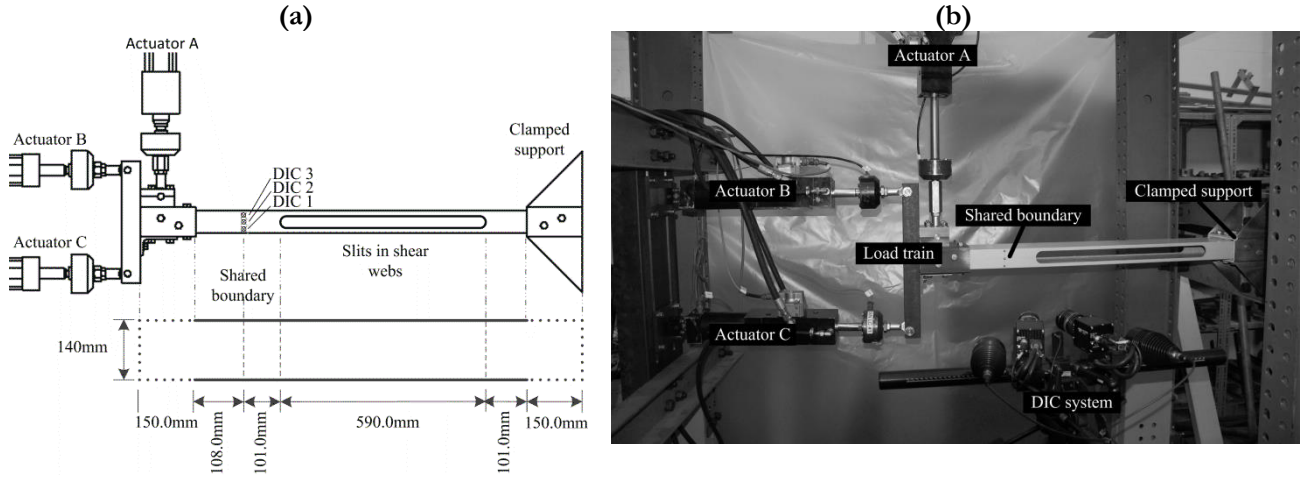 (a)
Actuator A
Actuator B
Clamped
support
DIC 3
DIC 2
DIC 1
Actuator C
Slits in shear
webs
Shared
boundary
140mm
150.0mm
108.0mm
101.0mm
590.0mm
101.0mm
150.0mm
(b)
Actuator A
Actuator B
Clamped support
Shared boundary
Load train
Actuator C
DIC system